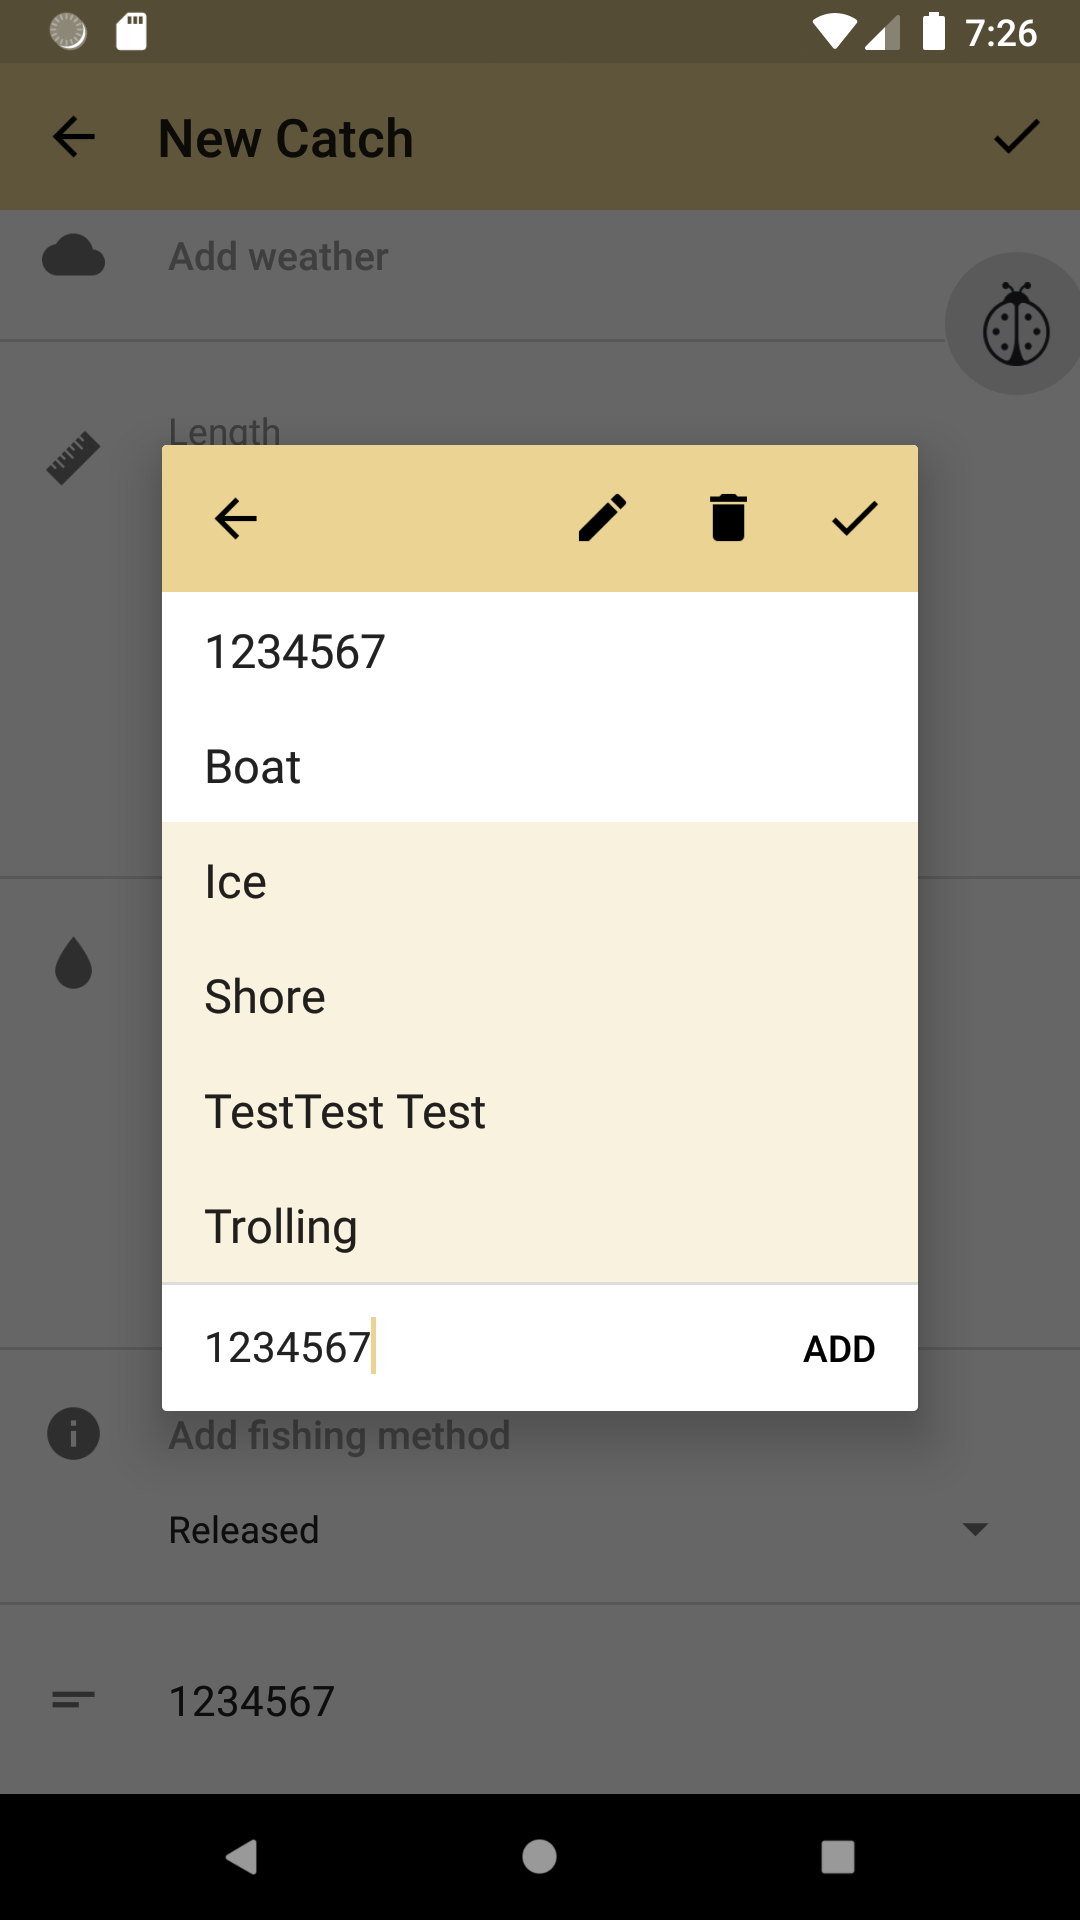 7:26
New Catch
Add weather
Length
1234567
Boat
Ice
Shore
TestTest Test
Trolling
1234567
ADD
Add fishing method
Released
1234567